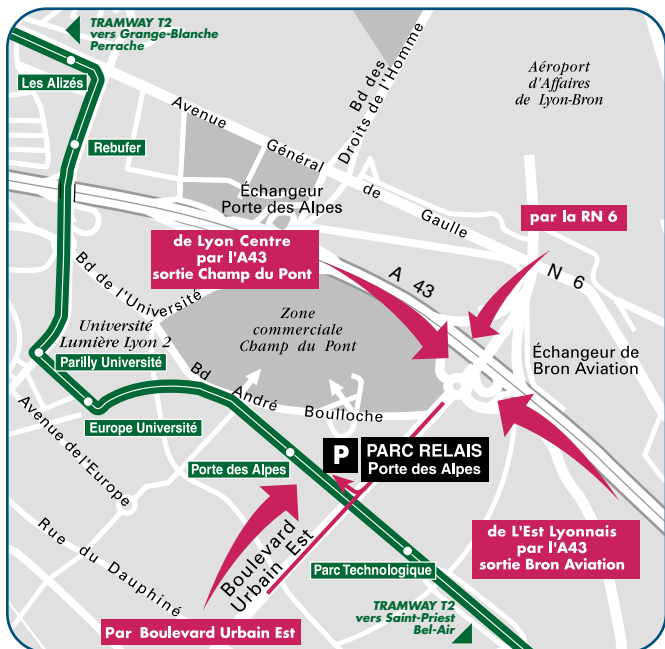 TRAMWAY T2
vers Grange-Blanche
Perrache
Les Alizés
Rebufer
Avenue Général de Gaulle
Bd des
Droits de l'Homme
Aéroport
d'Affaires
de Lyon-Bron
Échangeur
Porte des Alpes
par la RN 6
de Lyon Centre
par l'A43
sortie Champ du Pont
A 43
N 6
Bd de l'Université
Université
Lumière Lyon 2
Zone
commerciale
Champ du Pont
Échangeur de
Bron Aviation
Parilly Université
Bd André Boulloche
Europe Université
Avenue de l'Europe
Porte des Alpes
P
PARC RELAIS
Porte des Alpes
Rue du Dauphiné
Boulevard
Urbain Est
de L'Est Lyonnais
par l'A43
sortie Bron Aviation
Parc Technologique
TRAMWAY T2
vers Saint-Priest
Bel-Air
Par Boulevard Urbain Est